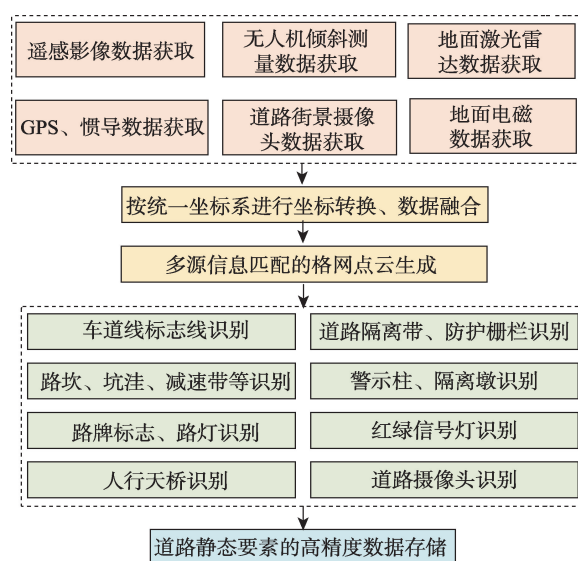 遥感影像数据获取
无人机倾斜测
量数据获取
地面激光雷
达数据获取
GPS、惯导数据获取
道路街景摄像
头数据获取
地面电磁
数据获取
按统一坐标系进行坐标转换、数据融合
多源信息匹配的格网点云生成
车道线标志线识别
道路隔离带、防护栅栏识别
路坎、坑洼、减速带等识别
警示柱、隔离墩识别
路牌标志、路灯识别
红绿信号灯识别
人行天桥识别
道路摄像头识别
道路静态要素的高精度数据存储